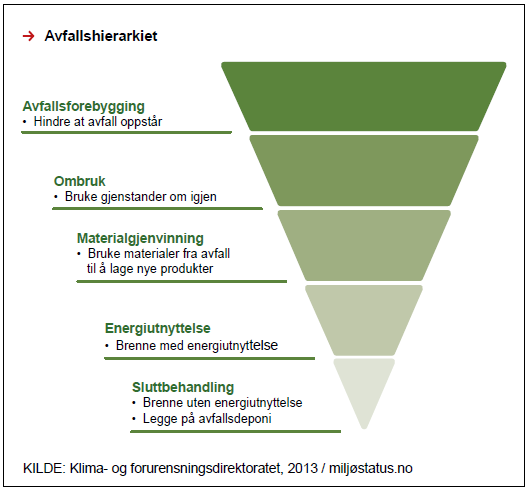 → Avfallshierarkiet
Avfallsforebygging
• Hindre at avfall oppstår
Ombruk
• Bruke gjenstander om igjen
Materialgjenvinning
• Bruke materialer fra avfall
til å lage nye produkter
Energiutnyttelse
• Brenne med energiutnyttelse
Sluttbehandling
• Brenne uten energiutnyttelse
• Legge på avfallsdeponi
KILDE: Klima- og forurensningsdirektoratet, 2013 / miljøstatus.no